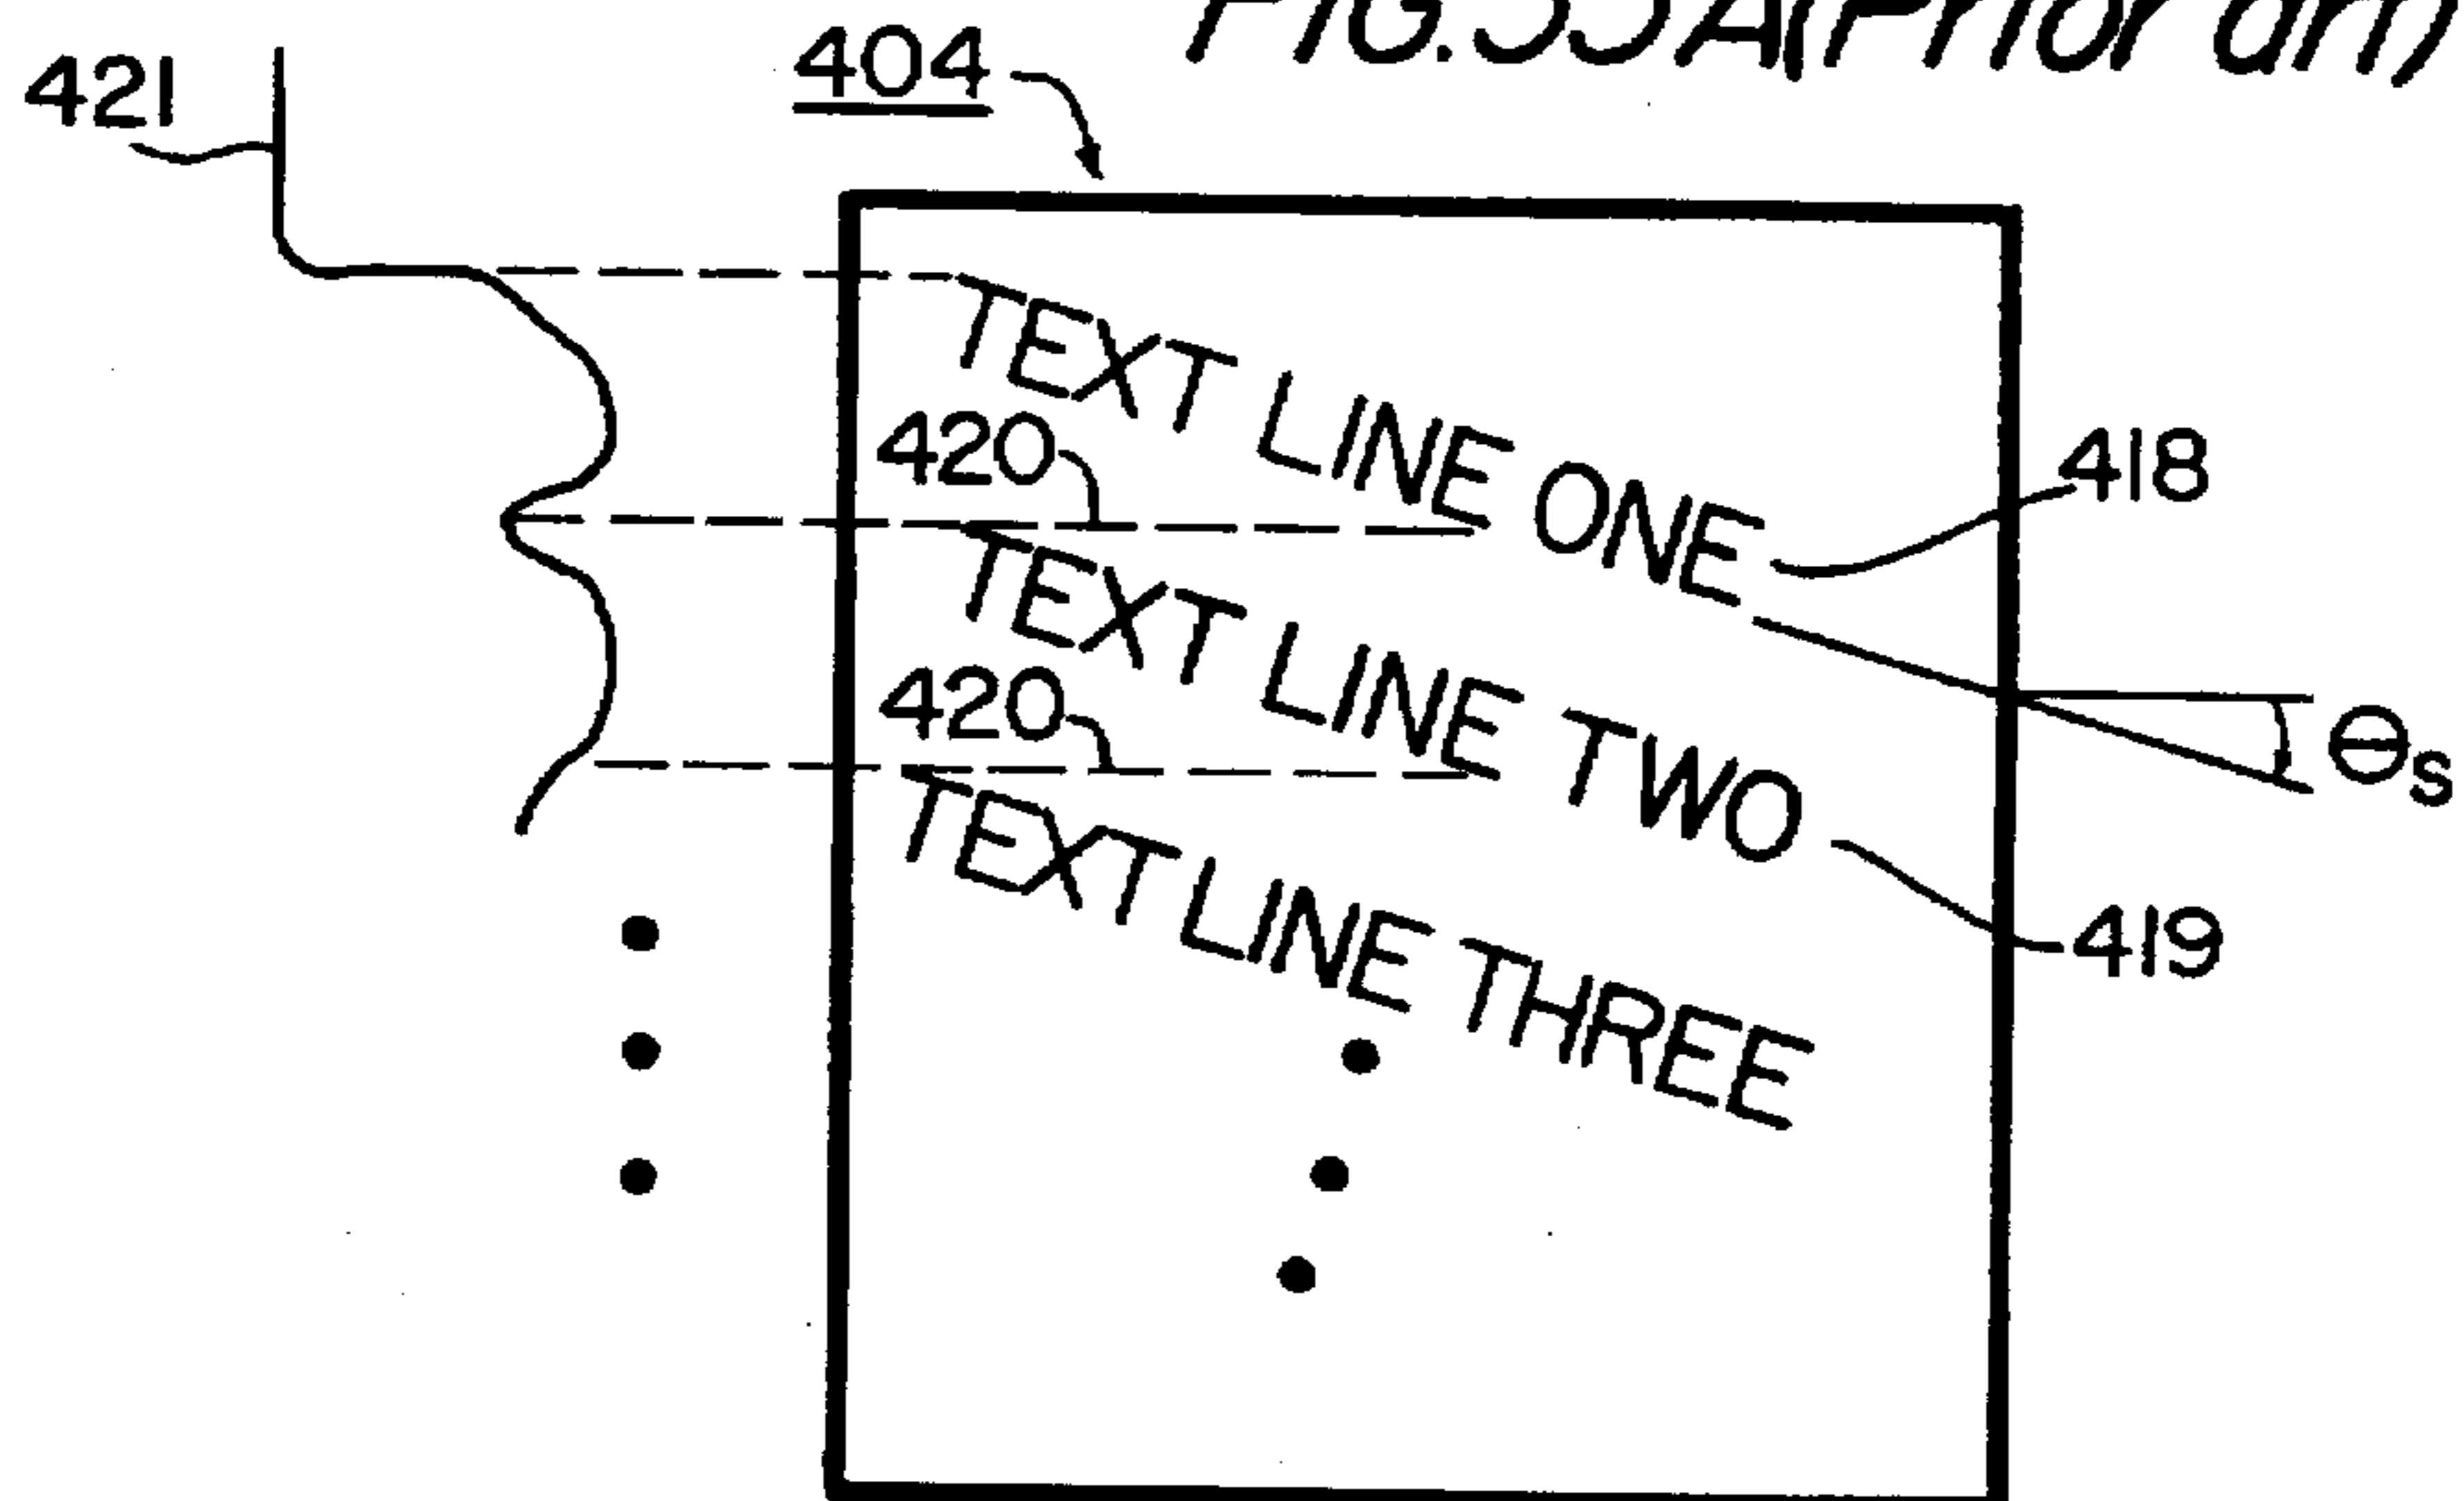 FIG. 35A (Prior art)
404
421
TEXT LINE ONE
420
418
TEXT LINE TWO
420
θs
TEXT LINE THREE
419